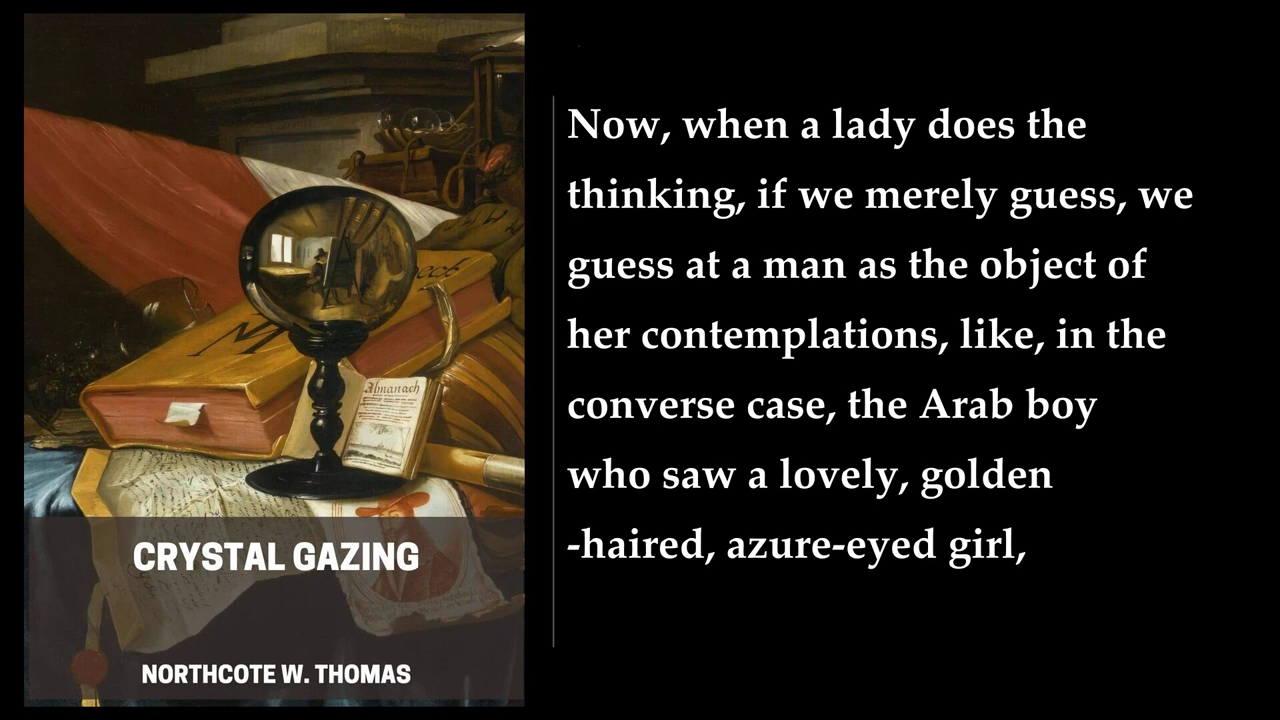 M
Almanach
CRYSTAL GAZING
NORTHCOTE W. THOMAS
Now, when a lady does the
thinking, if we merely guess, we
guess at a man as the object of
her contemplations, like, in the
converse case, the Arab boy
who saw a lovely, golden
-haired, azure-eyed girl,